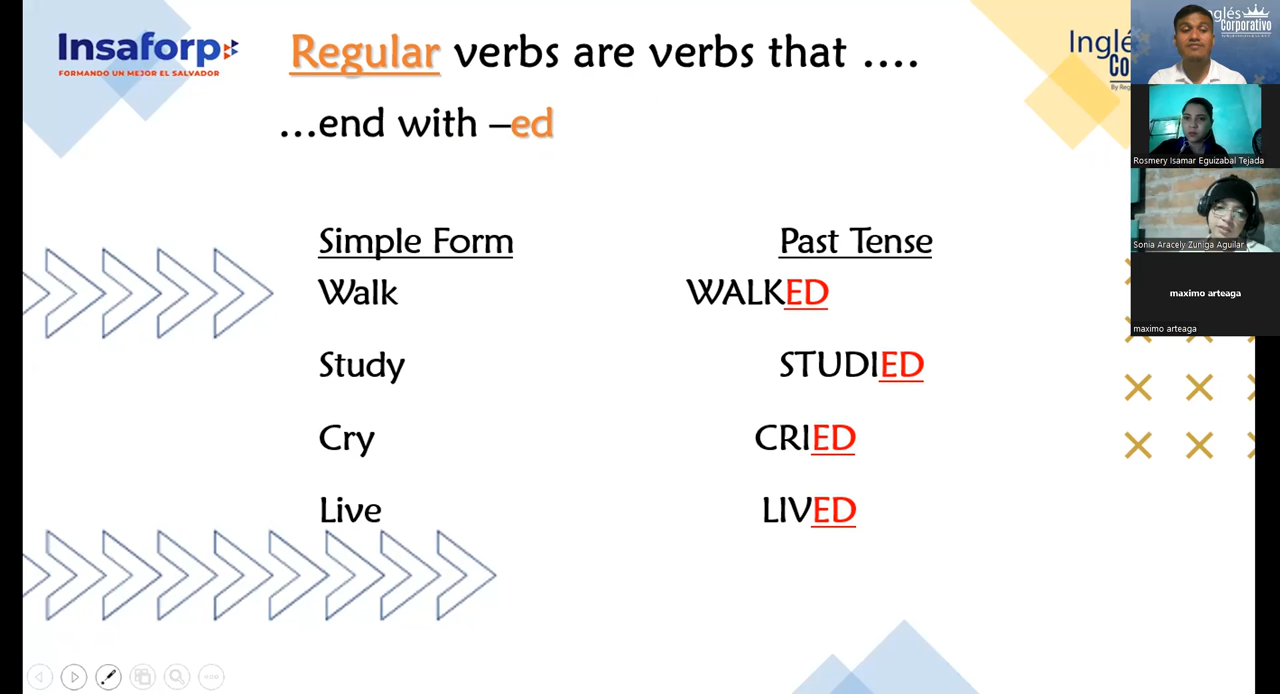 Insaforp
FORMANDO UN MEJOR EL SALVADOR
Regular verbs are verbs that ....
...end with –ed
Simple Form Past Tense
Walk WALKED
Study STUDIED
Cry CRIED
Live LIVED
Inglés
Corporativo
Rosmery Isamar Eguizabal Tejada
Sonia Aracely Zuniga Aguilar
maximo arteaga
maximo arteaga